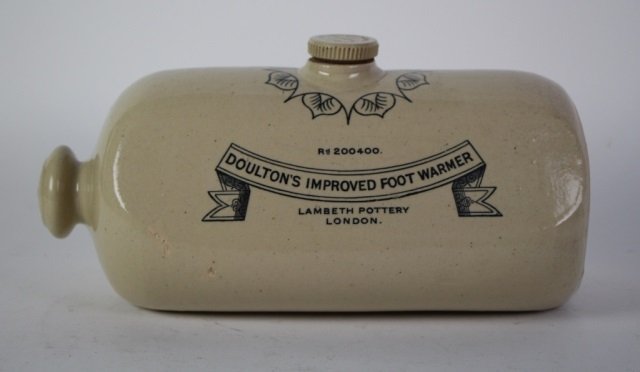 Rd 200400.
DOULTON'S IMPROVED FOOT WARMER
LAMBETH POTTERY
LONDON.